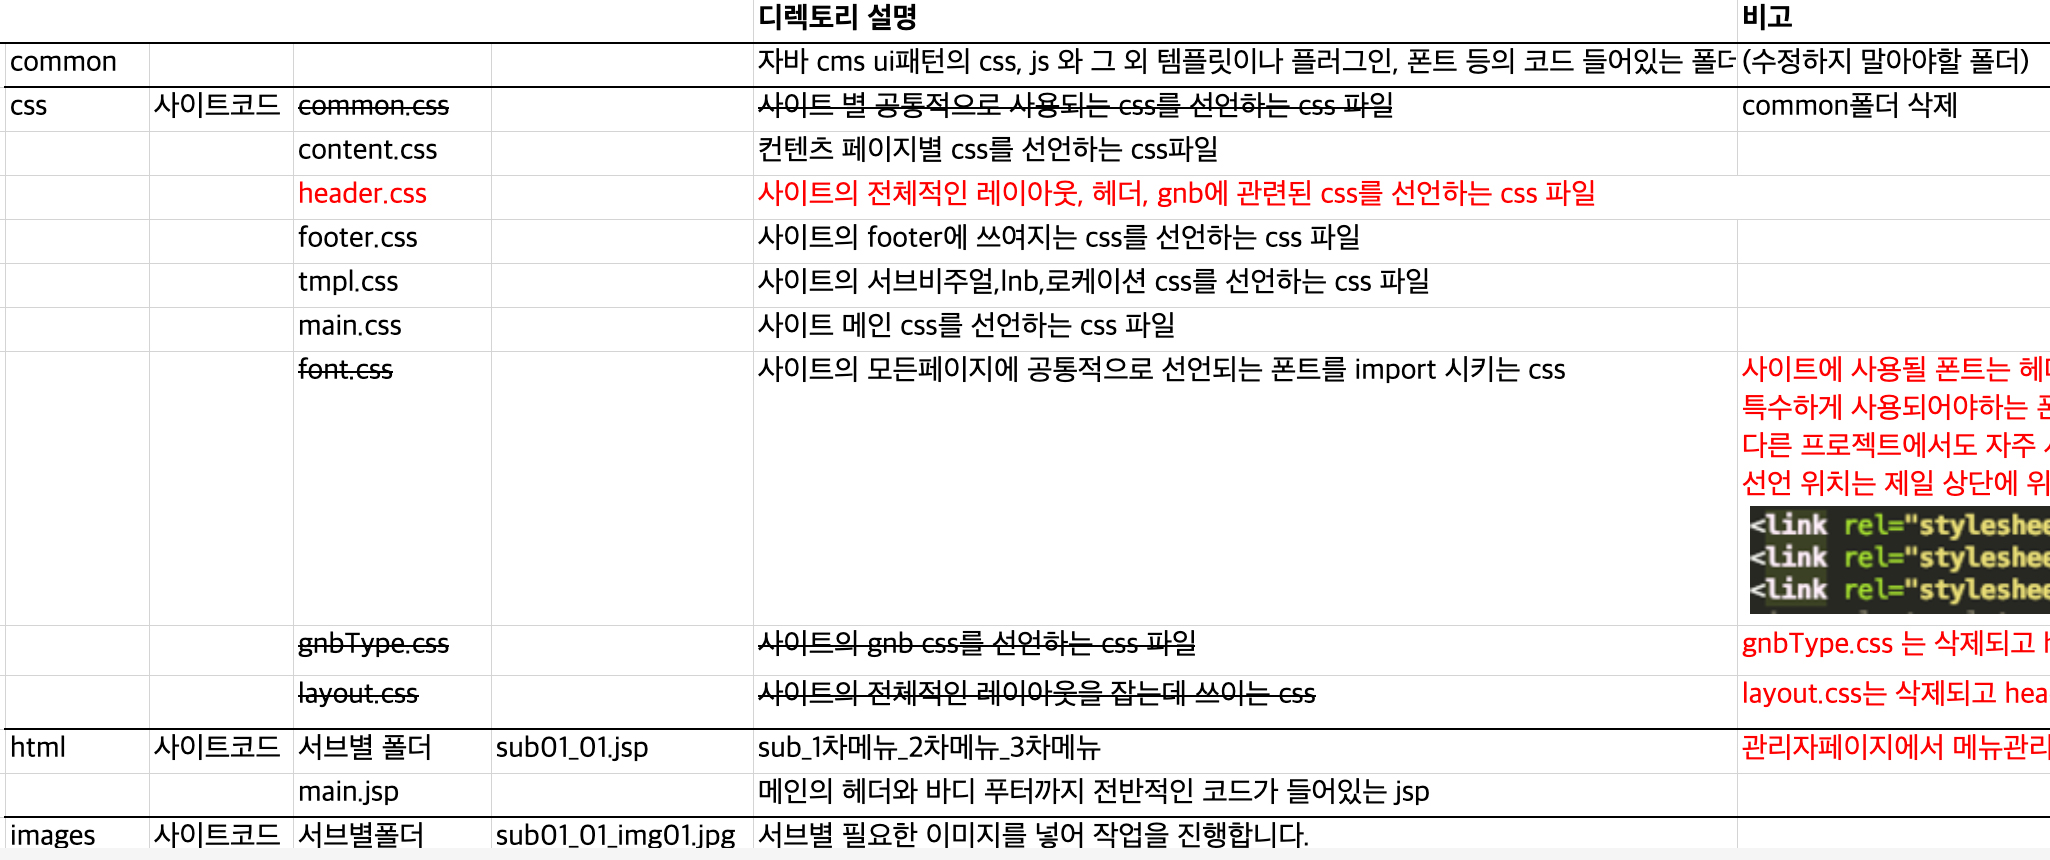 디렉토리 설명 비고
common 자바 cms ui패턴의 css, js 와 그 외 템플릿이나 플러그인, 폰트 등의 코드 들어있는 폴더 (수정하지 말아야할 폴더)
css 사이트코드 common.css 사이트 별 공통적으로 사용되는 css를 선언하는 css 파일 common폴더 삭제
content.css 컨텐츠 페이지별 css를 선언하는 css파일
header.css 사이트의 전체적인 레이아웃, 헤더, gnb에 관련된 css를 선언하는 css 파일
footer.css 사이트의 footer에 쓰여지는 css를 선언하는 css 파일
tmpl.css 사이트의 서브비주얼,lnb,로케이션 css를 선언하는 css 파일
main.css 사이트 메인 css를 선언하는 css 파일
font.css 사이트의 모든페이지에 공통적으로 선언되는 폰트를 import 시키는 css 사이트에 사용될 폰트는
특수하게 사용되어야하는
다른 프로젝트에서도 자주
선언 위치는 제일 상단에
<link rel="styleshee
<link rel="styleshee
<link rel="styleshee
gnbType.css 사이트의 gnb css를 선언하는 css 파일 gnbType.css 는 삭제되고
layout.css 사이트의 전체적인 레이아웃을 잡는데 쓰이는 css layout.css는 삭제되고 hea
html 사이트코드 서브별 폴더 sub01_01.jsp sub_1차메뉴_2차메뉴_3차메뉴 관리자페이지에서 메뉴관리
main.jsp 메인의 헤더와 바디 푸터까지 전반적인 코드가 들어있는 jsp
images 사이트코드 서브별폴더 sub01_01_img01.jpg 서브별 필요한 이미지를 넣어 작업을 진행합니다.